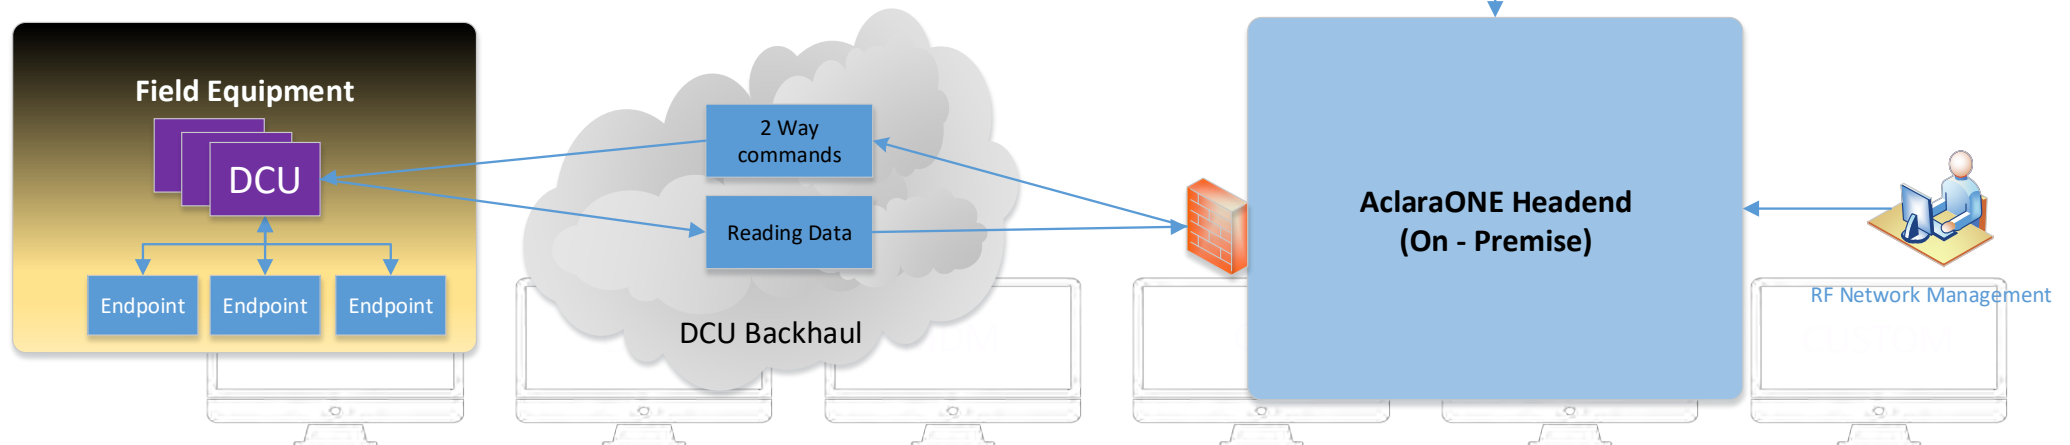 Field Equipment
DCU
Endpoint
Endpoint
Endpoint
2 Way
commands
Reading Data
DCU Backhaul
AclaraONE Headend
(On - Premise)
RF Network Management
CUSTOM